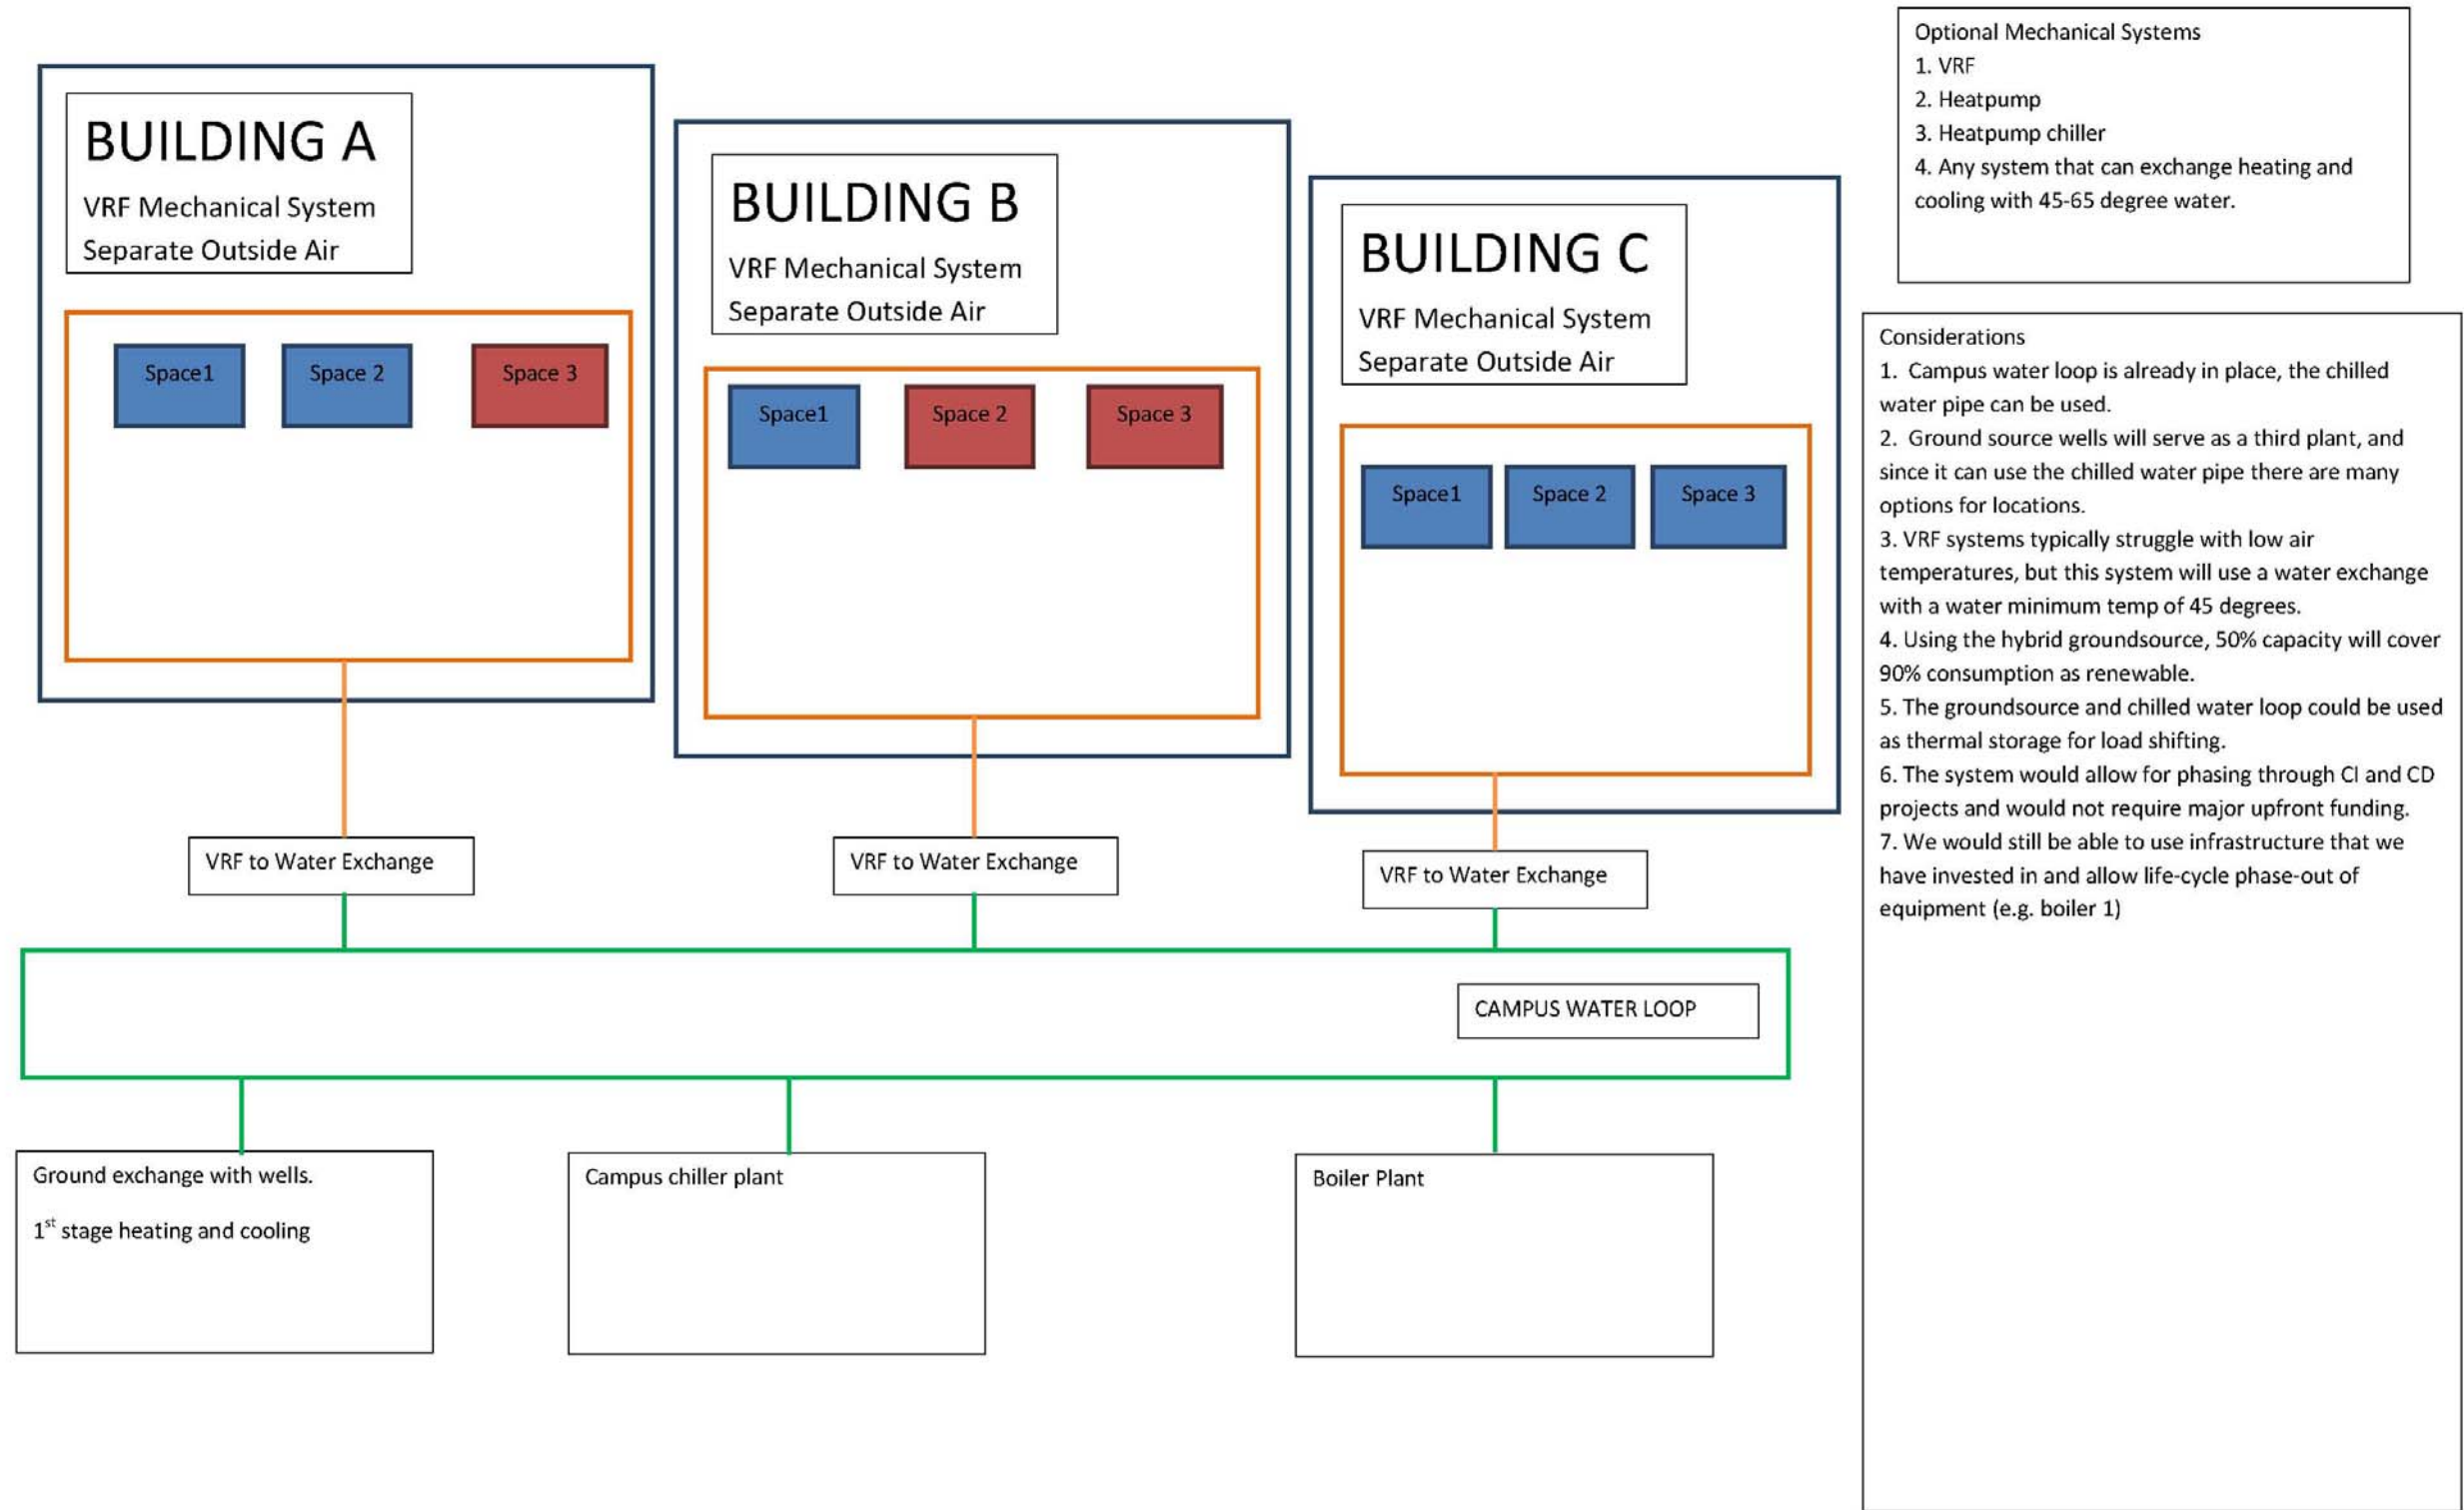 BUILDING A
VRF Mechanical System
Separate Outside Air
Space1
Space 2
Space 3
BUILDING B
VRF Mechanical System
Separate Outside Air
Space1
Space 2
Space 3
BUILDING C
VRF Mechanical System
Separate Outside Air
Space1
Space 2
Space 3
VRF to Water Exchange
VRF to Water Exchange
VRF to Water Exchange
CAMPUS WATER LOOP
Ground exchange with wells.
1st stage heating and cooling
Campus chiller plant
Boiler Plant
Optional Mechanical Systems
1. VRF
2. Heatpump
3. Heatpump chiller
4. Any system that can exchange heating and
cooling with 45-65 degree water.
Considerations
1. Campus water loop is already in place, the chilled
water pipe can be used.
2. Ground source wells will serve as a third plant, and
since it can use the chilled water pipe there are many
options for locations.
3. VRF systems typically struggle with low air
temperatures, but this system will use a water exchange
with a water minimum temp of 45 degrees.
4. Using the hybrid groundsource, 50% capacity will cover
90% consumption as renewable.
5. The groundsource and chilled water loop could be used
as thermal storage for load shifting.
6. The system would allow for phasing through CI and CD
projects and would not require major upfront funding.
7. We would still be able to use infrastructure that we
have invested in and allow life-cycle phase-out of
equipment (e.g. boiler 1)